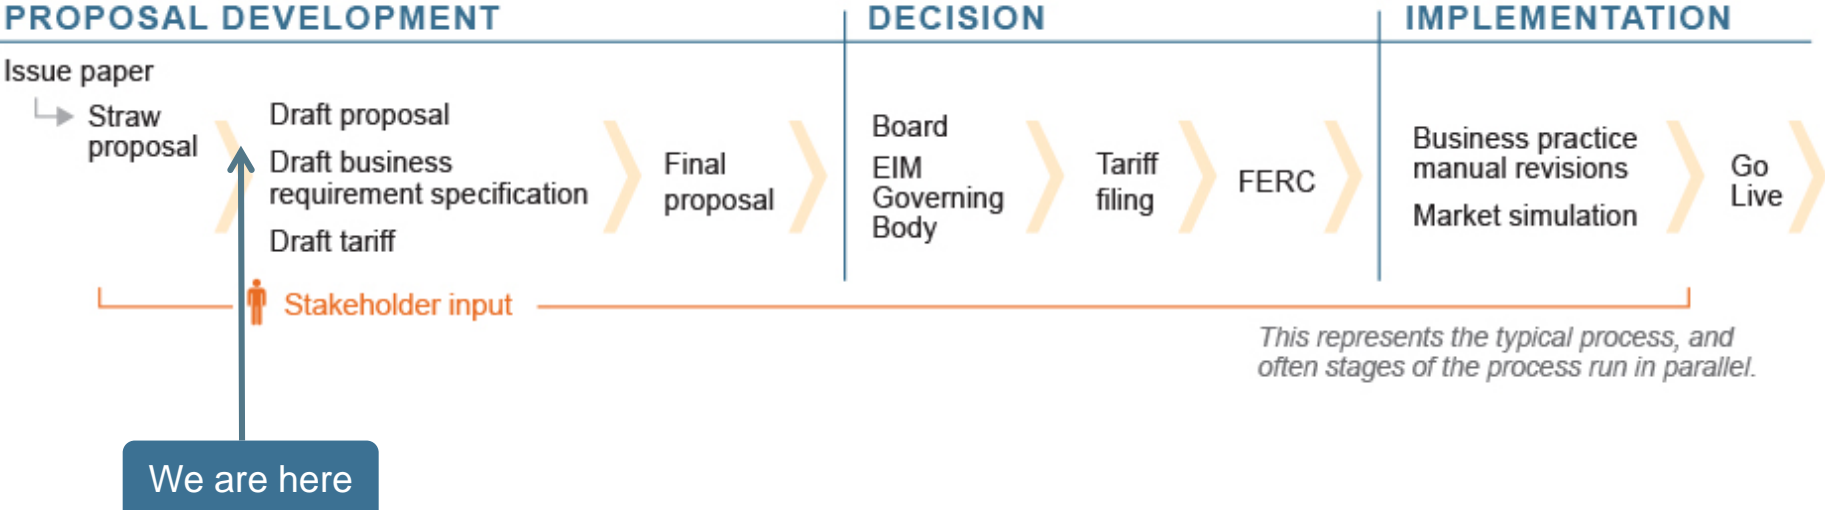 PROPOSAL DEVELOPMENT
DECISION
IMPLEMENTATION
Issue paper
Straw
proposal
Draft proposal
Draft business
requirement specification
Draft tariff
Final
proposal
Board
EIM
Governing
Body
Tariff
filing
FERC
Business practice
manual revisions
Market simulation
Go
Live
Stakeholder input
This represents the typical process, and
often stages of the process run in parallel.
We are here